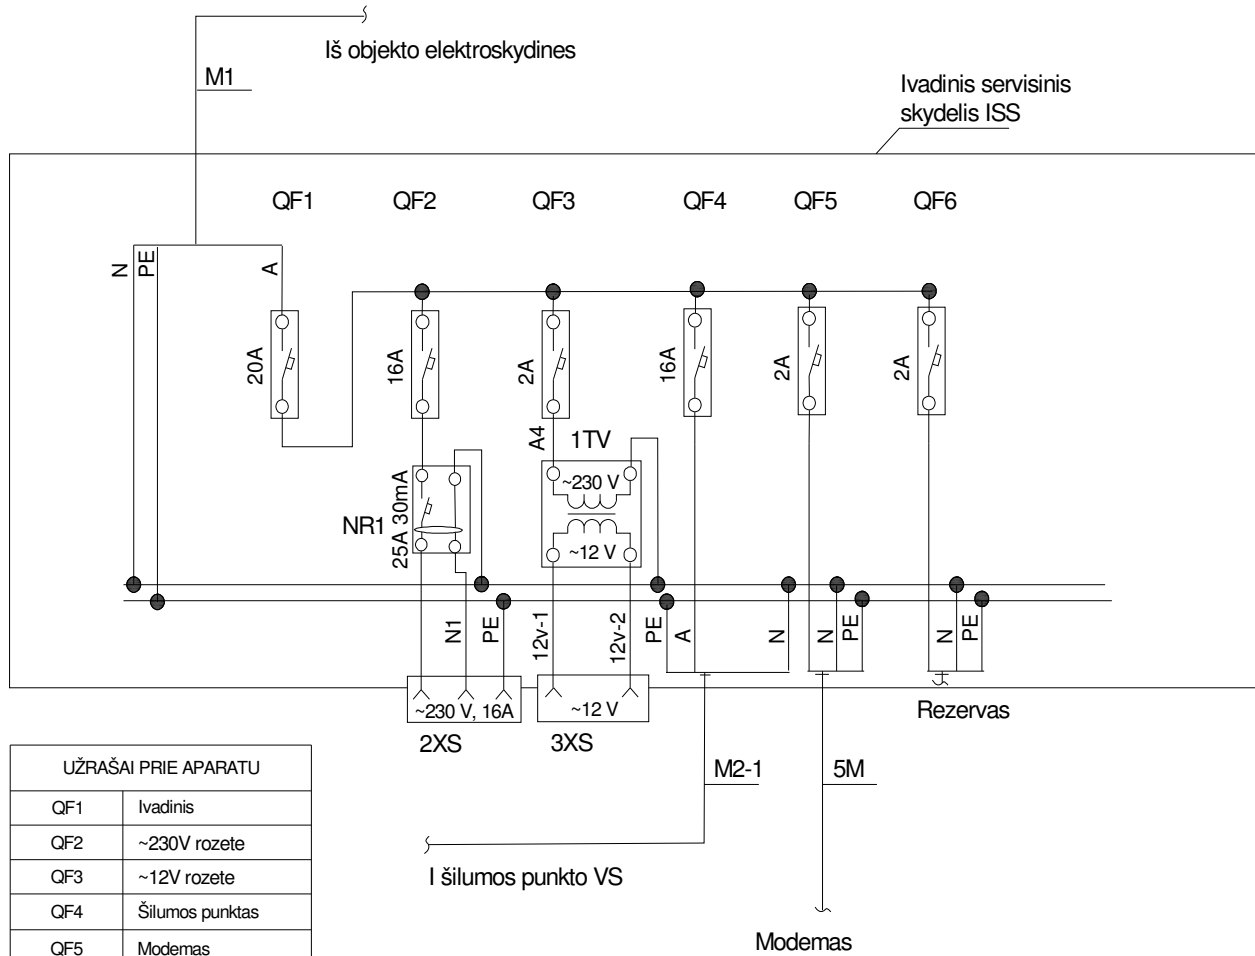 Iš objekto elektroskydines
M1
Ivadinis servisinis
skydelis ISS
QF1
QF2
QF3
QF4
QF5
QF6
N
PE
A
20A
16A
2A
16A
2A
2A
A4
1TV
NR1
25A 30mA
~230 V
~12 V
N1
PE
12v-1
12v-2
PE
A
N
N
PE
N
PE
~230 V, 16A
~12 V
Rezervas
2XS
3XS
M2-1
5M
I šilumos punkto VS
Modemas
UŽRAŠAI PRIE APARATU
QF1 Ivadinis
QF2 ~230V rozete
QF3 ~12V rozete
QF4 Šilumos punktas
QF5 Modemas